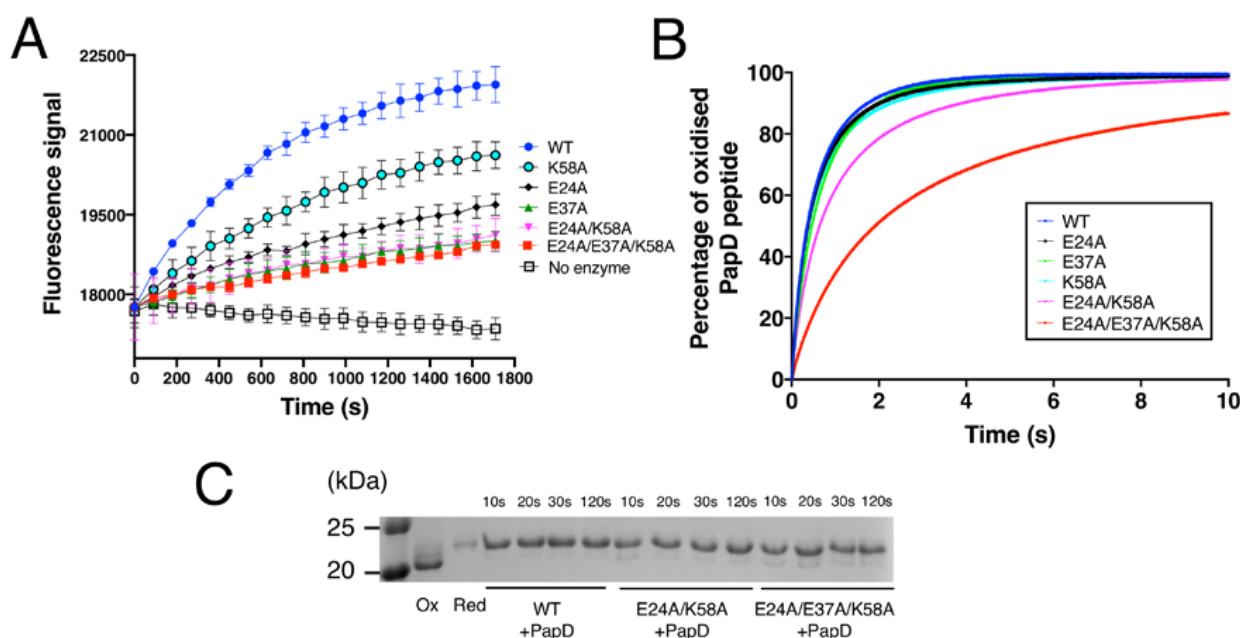 A
22500
21000
19500
18000
Fluorescence signal
0 200 400 600 800 1000 1200 1400 1600 1800
Time (s)
WT
K58A
E24A
E37A
E24A/K58A
E24A/E37A/K58A
No enzyme
B
100
80
60
40
20
0
Percentage of oxidised
PapD peptide
0 2 4 6 8 10
Time (s)
WT
E24A
E37A
K58A
E24A/K58A
E24A/E37A/K58A
C
(kDa)
10s 20s 30s 120s 10s 20s 30s 120s 10s 20s 30s 120s
25
20
Ox Red WT E24A/K58A E24A/E37A/K58A
+PapD +PapD +PapD